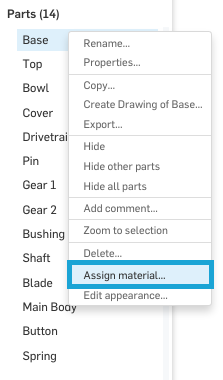 Parts (14)
Base
Top
Bowl
Cover
Drivetrai
Pin
Gear 1
Gear 2
Bushing
Shaft
Blade
Main Body
Button
Spring
Rename...
Properties...
Copy...
Create Drawing of Base...
Export...
Hide
Hide other parts
Hide all parts
Add comment...
Zoom to selection
Delete...
Assign material...
Edit appearance...